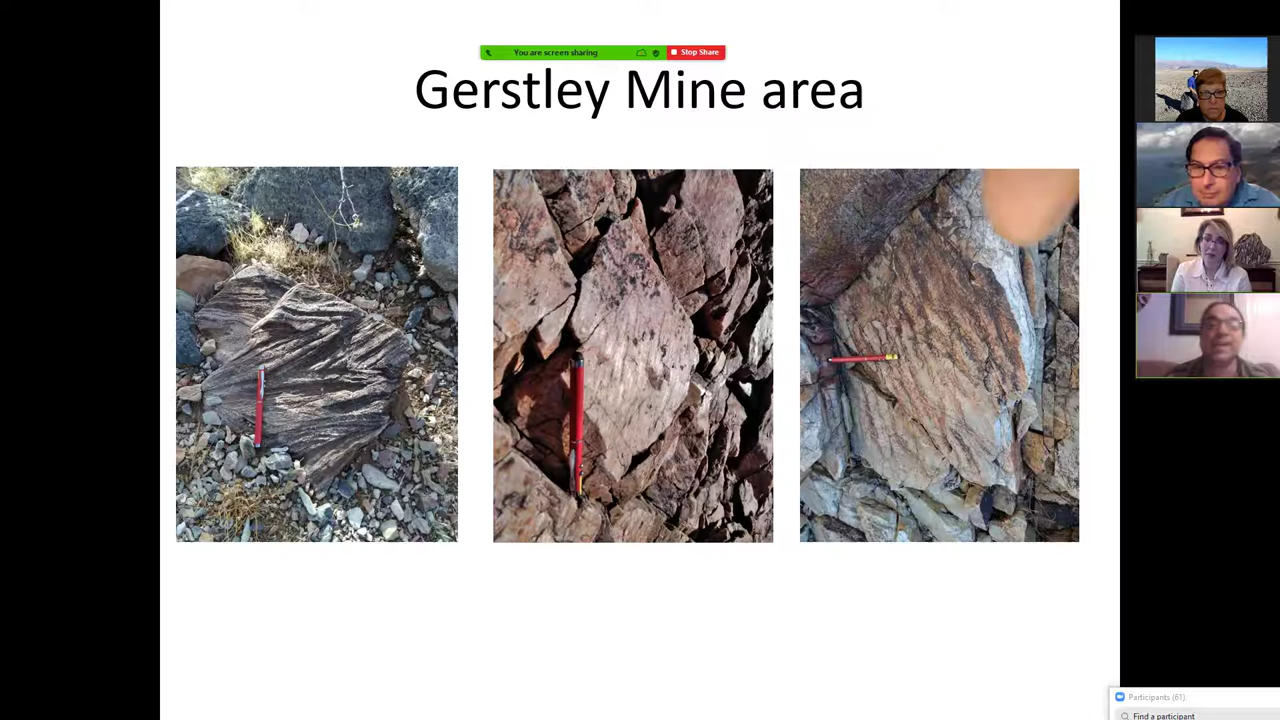 You are screen sharing
Stop Share
Gerstley Mine area
Participants (61)
Find a participant